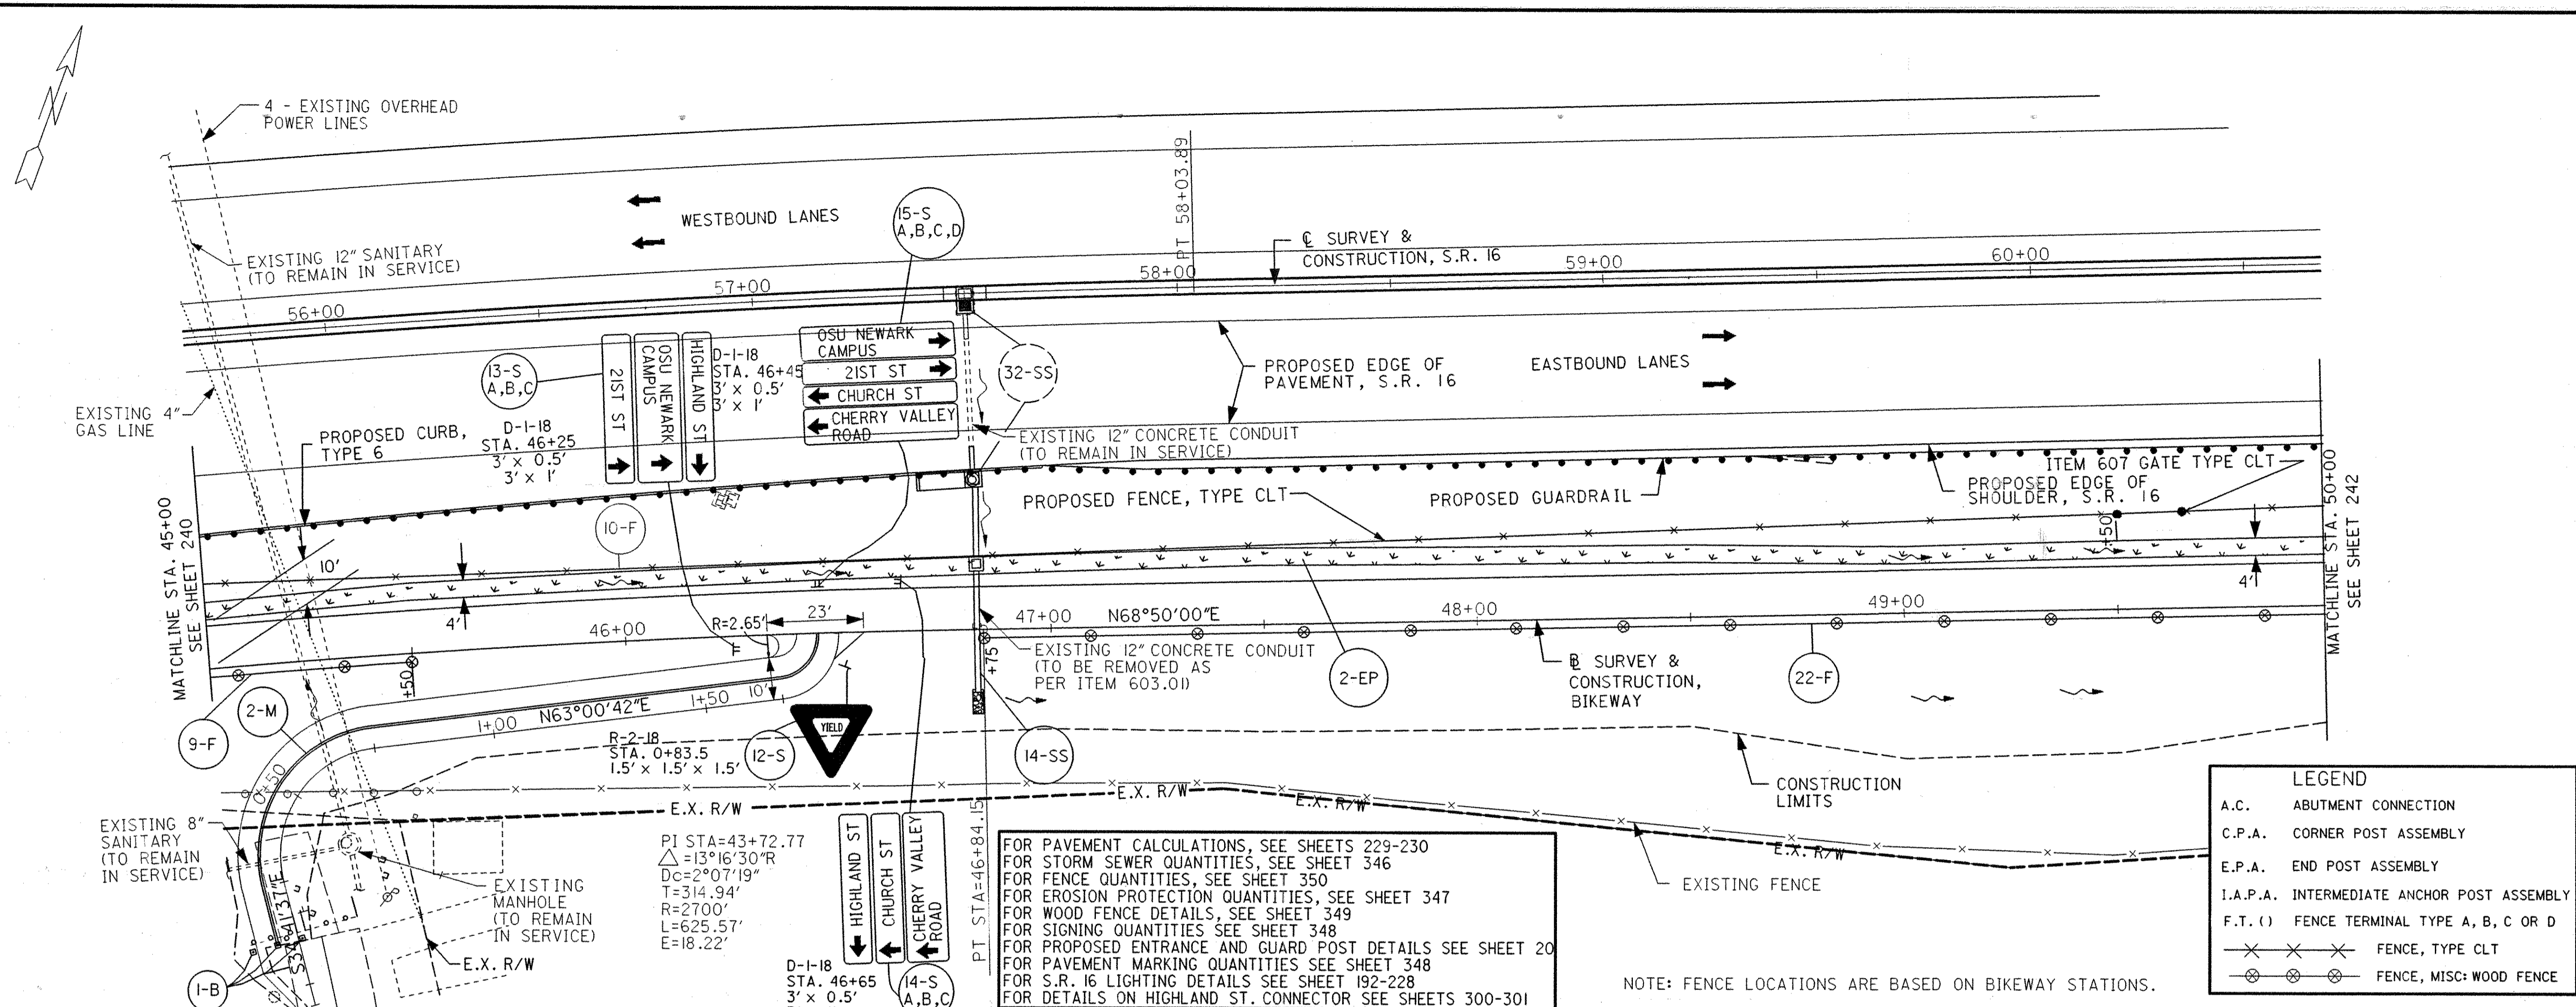 4 - EXISTING OVERHEAD
POWER LINES
N
EXISTING 12" SANITARY
(TO REMAIN IN SERVICE)
WESTBOUND LANES
15-S
A,B,C,D
PT 58+03.89
℄ SURVEY &
CONSTRUCTION, S.R. 16
56+00
57+00
58+00
59+00
60+00
EXISTING 4"
GAS LINE
PROPOSED CURB,
TYPE 6
13-S
A,B,C
D-1-18
STA. 46+25
3' x 0.5'
3' x 1'
21ST ST
OSU NEWARK
CAMPUS
HIGHLAND ST
D-1-18
STA. 46+45
3' x 0.5'
3' x 1'
OSU NEWARK
CAMPUS
21ST ST
CHURCH ST
CHERRY VALLEY
ROAD
32-SS
PROPOSED EDGE OF
PAVEMENT, S.R. 16
EASTBOUND LANES
EXISTING 12" CONCRETE CONDUIT
(TO REMAIN IN SERVICE)
PROPOSED FENCE, TYPE CLT
PROPOSED GUARDRAIL
PROPOSED EDGE OF
SHOULDER, S.R. 16
ITEM 607 GATE TYPE CLT
+50
MATCHLINE STA. 45+00
SEE SHEET 240
MATCHLINE STA. 50+00
SEE SHEET 242
10-F
10'
4'
4'
46+00
R=2.65'
23'
47+00
N68°50'00"E
48+00
49+00
+50
+75
EXISTING 12" CONCRETE CONDUIT
(TO BE REMOVED AS
PER ITEM 603.01)
2-EP
B SURVEY &
CONSTRUCTION,
BIKEWAY
22-F
9-F
2-M
0+50
1+00
N63°00'42"E
1+50
10'
R-2-18
STA. 0+83.5
1.5' x 1.5' x 1.5'
12-S
YIELD
14-SS
CONSTRUCTION
LIMITS
E.X. R/W
E.X. R/W
E.X. R/W
E.X. R/W
EXISTING FENCE
EXISTING 8"
SANITARY
(TO REMAIN
IN SERVICE)
EXISTING
MANHOLE
(TO REMAIN
IN SERVICE)
E.X. R/W
1-B
PI STA=43+72.77
△=13°16'30"R
Dc=2°07'19"
T=314.94'
R=2700'
L=625.57'
E=18.22'
D-1-18
STA. 46+65
3' x 0.5'
HIGHLAND ST
CHURCH ST
CHERRY VALLEY
ROAD
14-S
A,B,C
PT STA=46+84.15
FOR PAVEMENT CALCULATIONS, SEE SHEETS 229-230
FOR STORM SEWER QUANTITIES, SEE SHEET 346
FOR FENCE QUANTITIES, SEE SHEET 350
FOR EROSION PROTECTION QUANTITIES, SEE SHEET 347
FOR WOOD FENCE DETAILS, SEE SHEET 349
FOR SIGNING QUANTITIES SEE SHEET 348
FOR PROPOSED ENTRANCE AND GUARD POST DETAILS SEE SHEET 20
FOR PAVEMENT MARKING QUANTITIES SEE SHEET 348
FOR S.R. 16 LIGHTING DETAILS SEE SHEET 192-228
FOR DETAILS ON HIGHLAND ST. CONNECTOR SEE SHEETS 300-301
NOTE: FENCE LOCATIONS ARE BASED ON BIKEWAY STATIONS.
LEGEND
A.C. ABUTMENT CONNECTION
C.P.A. CORNER POST ASSEMBLY
E.P.A. END POST ASSEMBLY
I.A.P.A. INTERMEDIATE ANCHOR POST ASSEMBLY
F.T. () FENCE TERMINAL TYPE A, B, C OR D
FENCE, TYPE CLT
FENCE, MISC: WOOD FENCE